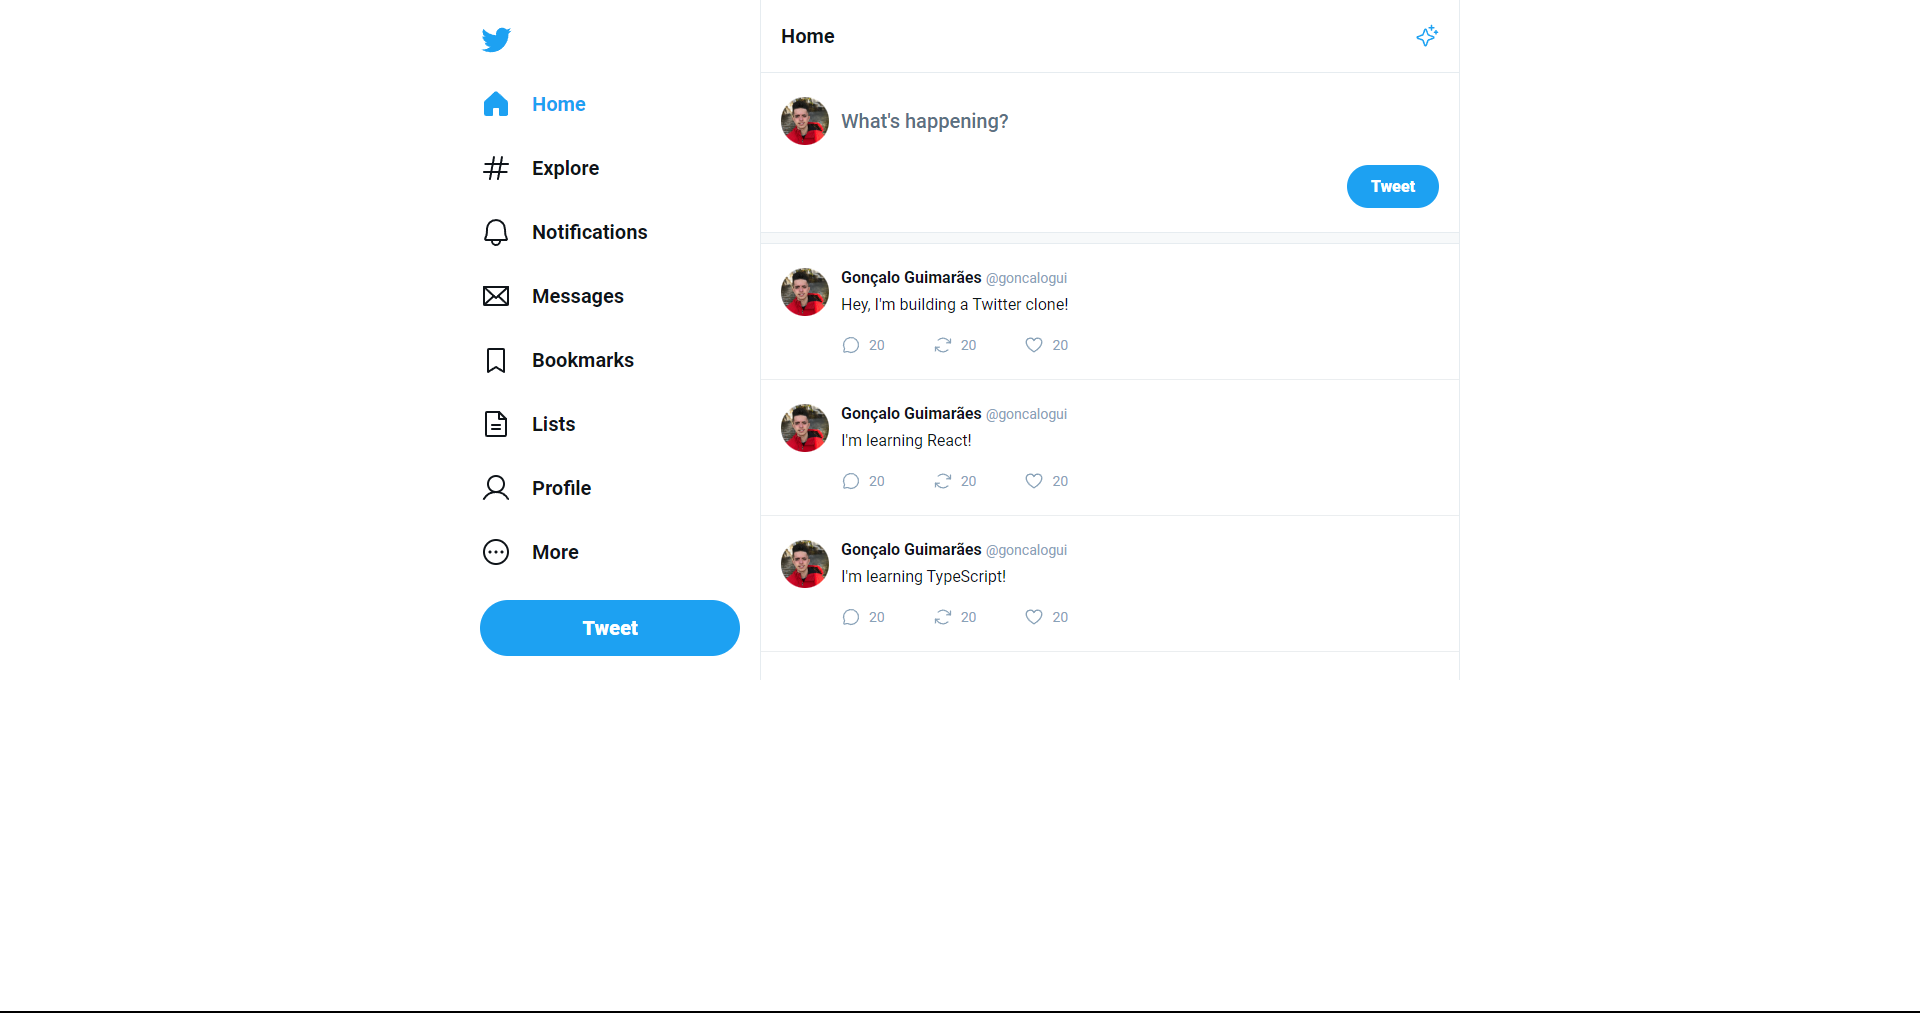 Home
Explore
Notifications
Messages
Bookmarks
Lists
Profile
More
Tweet
Home
What's happening?
Tweet
Gonçalo Guimarães @goncalogui
Hey, I'm building a Twitter clone!
20 20 20
Gonçalo Guimarães @goncalogui
I'm learning React!
20 20 20
Gonçalo Guimarães @goncalogui
I'm learning TypeScript!
20 20 20